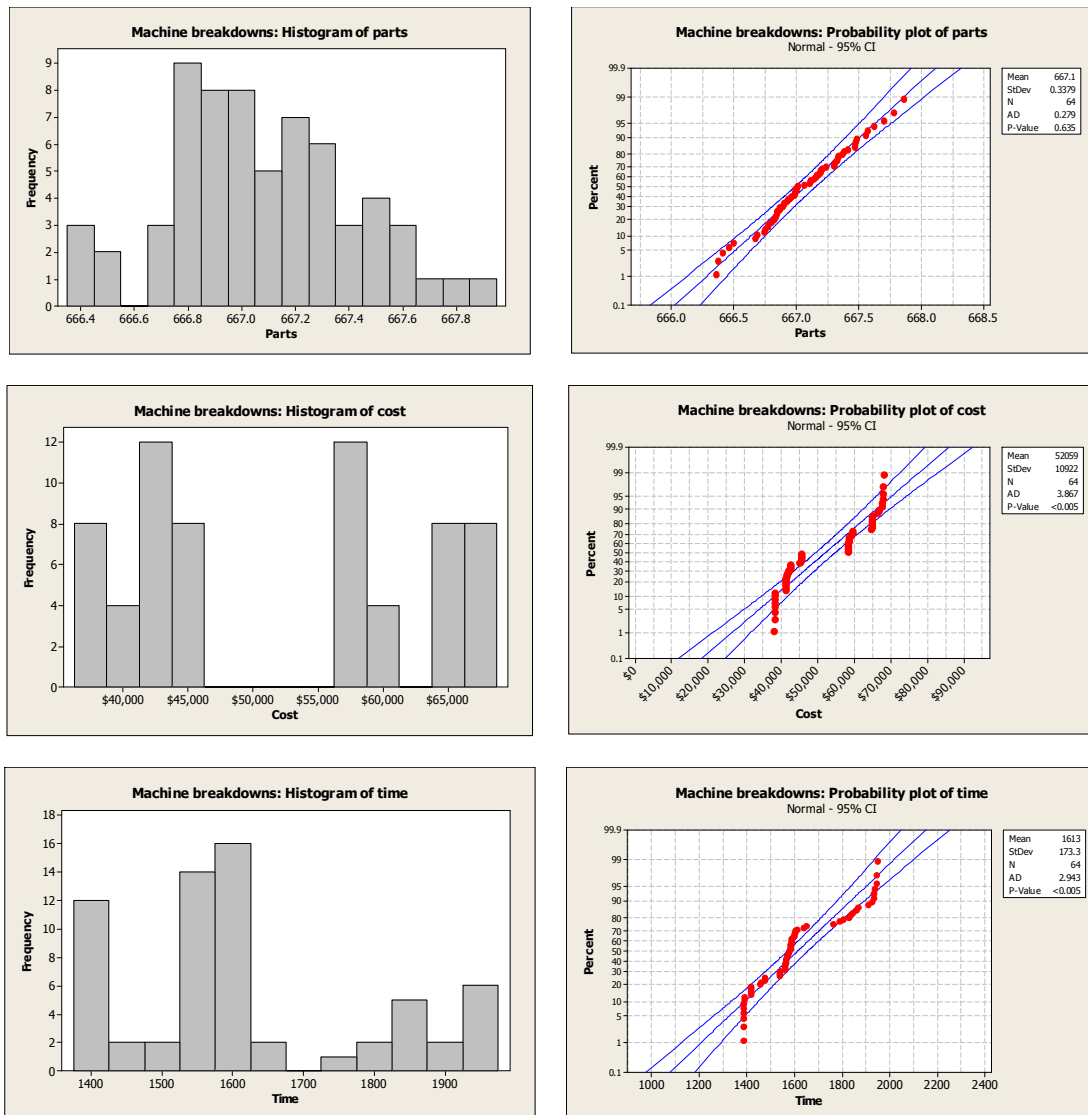 Machine breakdowns: Histogram of parts
9
8
7
6
5
4
3
2
1
0
Frequency
666.4 666.6 666.8 667.0 667.2 667.4 667.6 667.8
Parts
Machine breakdowns: Probability plot of parts
Normal - 95% CI
99.9
99
95
90
80
70
60
50
40
30
20
10
5
1
0.1
Percent
666.0 666.5 667.0 667.5 668.0 668.5
Parts
Mean 667.1
StDev 0.3379
N 64
AD 0.279
P-Value 0.635
Machine breakdowns: Histogram of cost
12
10
8
6
4
2
0
Frequency
$40,000 $45,000 $50,000 $55,000 $60,000 $65,000
Cost
Machine breakdowns: Probability plot of cost
Normal - 95% CI
99.9
99
95
90
80
70
60
50
40
30
20
10
5
1
0.1
Percent
$0 $10,000 $20,000 $30,000 $40,000 $50,000 $60,000 $70,000 $80,000 $90,000
Cost
Mean 52059
StDev 10922
N 64
AD 3.867
P-Value <0.005
Machine breakdowns: Histogram of time
18
16
14
12
10
8
6
4
2
0
Frequency
1400 1500 1600 1700 1800 1900
Time
Machine breakdowns: Probability plot of time
Normal - 95% CI
99.9
99
95
90
80
70
60
50
40
30
20
10
5
1
0.1
Percent
1000 1200 1400 1600 1800 2000 2200 2400
Time
Mean 1613
StDev 173.3
N 64
AD 2.943
P-Value <0.005